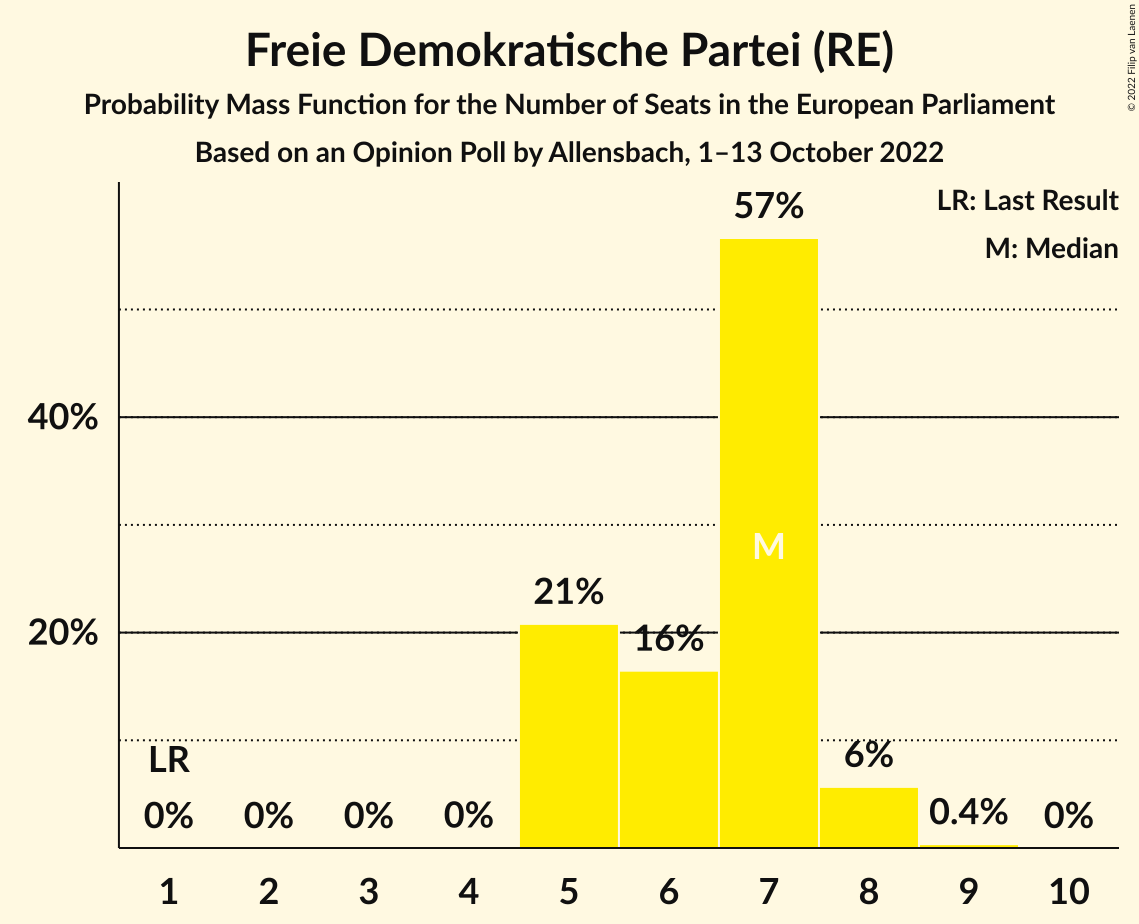 Freie Demokratische Partei (RE)
Probability Mass Function for the Number of Seats in the European Parliament
Based on an Opinion Poll by Allensbach, 1–13 October 2022
© 2022 Filip van Laenen
LR: Last Result
M: Median
57%
40%
M
21%
20%
16%
LR
6%
0% 0% 0% 0% 0.4% 0%
1 2 3 4 5 6 7 8 9 10